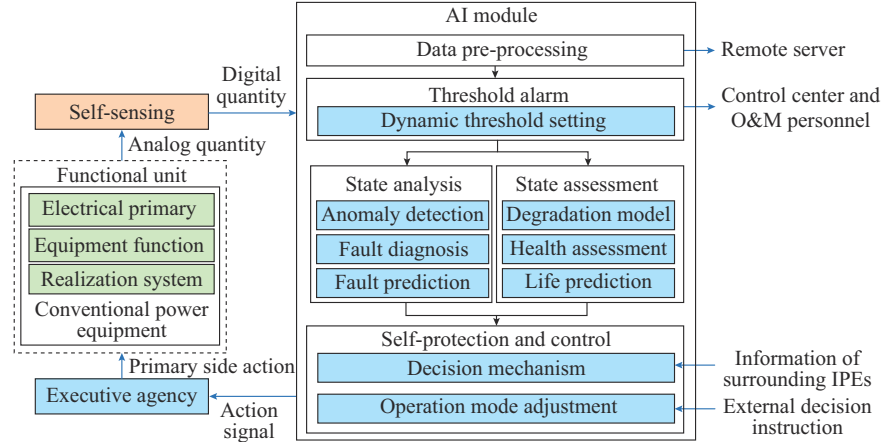 AI module
Data pre-processing
Remote server
Digital
quantity
Threshold alarm
Dynamic threshold setting
Control center and
O&M personnel
Self-sensing
Analog quantity
Functional unit
Electrical primary
Equipment function
Realization system
Conventional power
equipment
State analysis
Anomaly detection
Fault diagnosis
Fault prediction
State assessment
Degradation model
Health assessment
Life prediction
Self-protection and control
Decision mechanism
Operation mode adjustment
Information of
surrounding IPEs
External decision
instruction
Primary side action
Executive agency
Action
signal